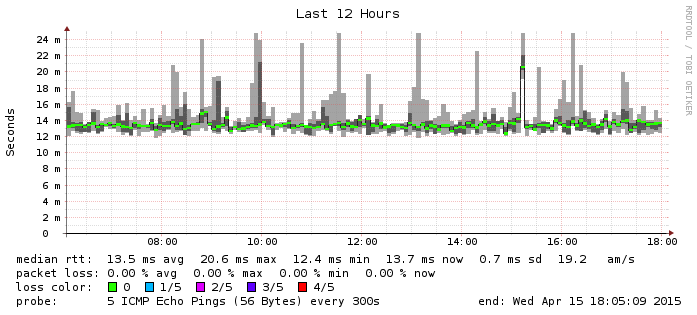 Last 12 Hours
RRDTOOL / TOBI OETIKER
Seconds
24 m
22 m
20 m
18 m
16 m
14 m
12 m
10 m
8 m
6 m
4 m
2 m
0
08:00 10:00 12:00 14:00 16:00 18:00
median rtt: 13.5 ms avg 20.6 ms max 12.4 ms min 13.7 ms now 0.7 ms sd 19.2 am/s
packet loss: 0.00 % avg 0.00 % max 0.00 % min 0.00 % now
loss color: 0 1/5 2/5 3/5 4/5
probe: 5 ICMP Echo Pings (56 Bytes) every 300s end: Wed Apr 15 18:05:09 2015